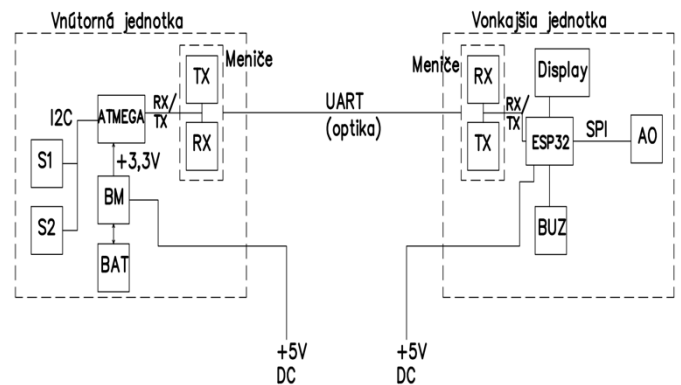 Vnútorná jednotka
Meniče
TX
RX
RX/
TX
I2C
ATMEGA
S1
S2
+3,3V
BM
BAT
+5V
DC
UART
(optika)
Vonkajšia jednotka
Meniče
RX
TX
RX/
TX
Display
ESP32
SPI
AO
BUZ
+5V
DC